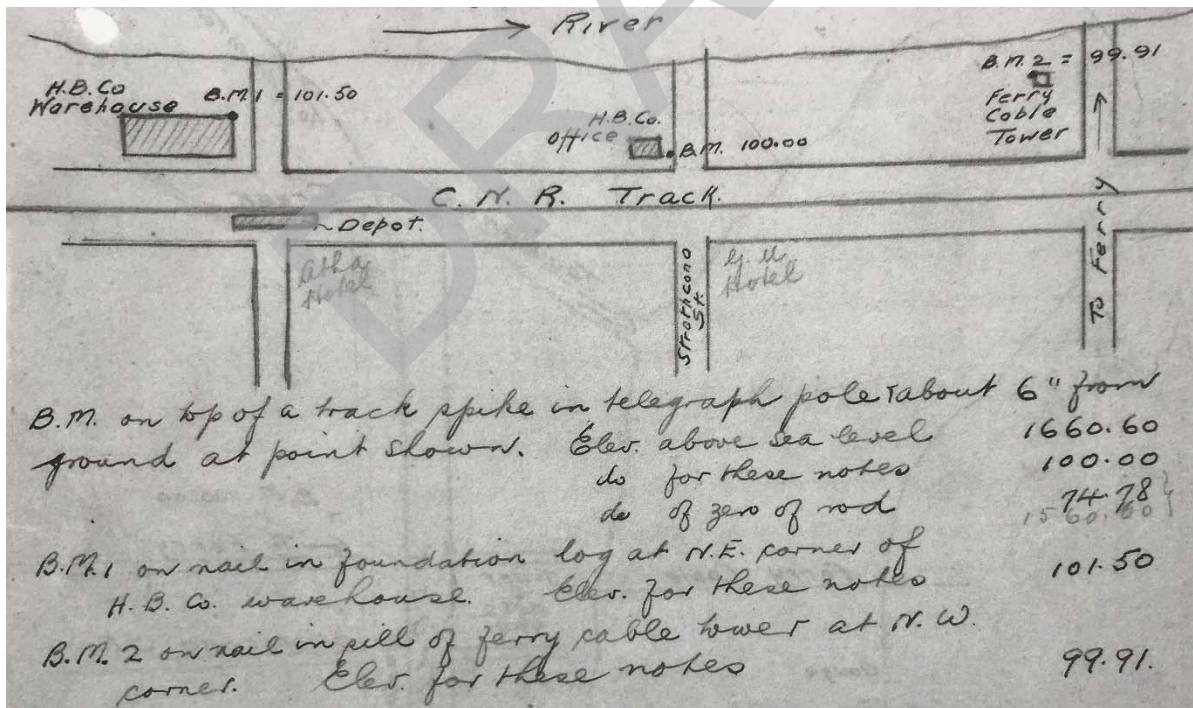 River
H.B. Co
Warehouse
B.M.1 = 101.50
H.B. Co.
Office
B.M. 100.00
B.M. 2 = 99.91
Ferry
Cable
Tower
C. N. R. Track.
Depot.
Atha
Hotel
Strathcona
St.
Hotel
To Ferry
B.M. on top of a track spike in telegraph pole about 6" from
ground at point shown. Elev. above sea level 1660.60
do for these notes 100.00
do of zero of rod 74.78
1560.60
B.M.1 on nail in foundation log at N.E. corner of
H. B. Co. warehouse. Elev. for these notes 101.50
B.M. 2 on nail in sill of ferry cable tower at N. W.
corner. Elev. for these notes 99.91.